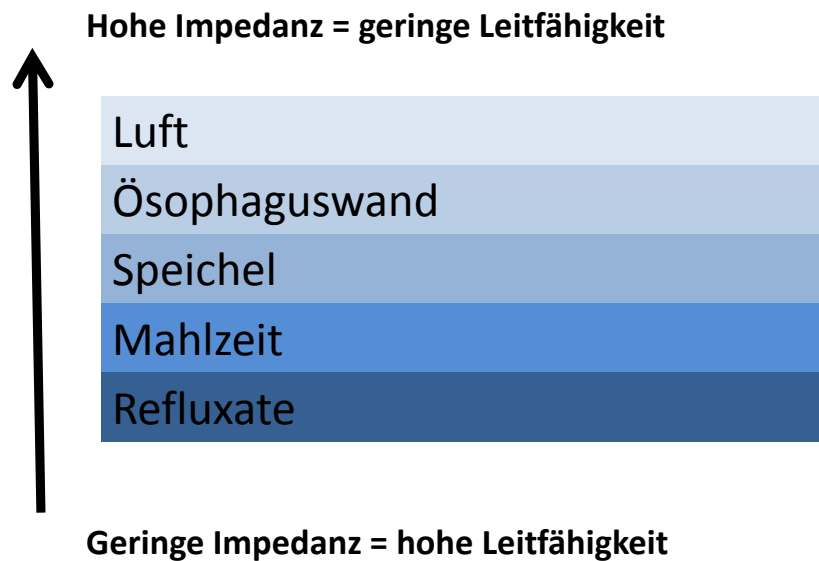 Hohe Impedanz = geringe Leitfähigkeit
Luft
Ösophaguswand
Speichel
Mahlzeit
Refluxate
Geringe Impedanz = hohe Leitfähigkeit